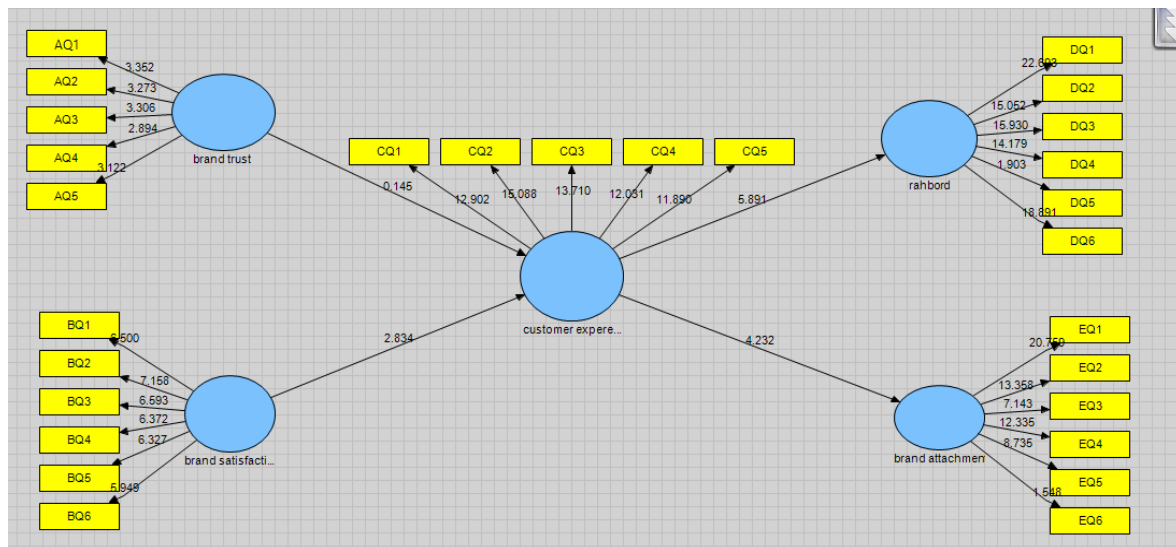 AQ1
AQ2
AQ3
AQ4
AQ5
3.352
3.273
3.306
2.894
3.122
brand trust
0.145
CQ1
CQ2
CQ3
CQ4
CQ5
12.902
15.088
13.710
12.031
11.890
customer expere...
5.891
DQ1
DQ2
DQ3
DQ4
DQ5
DQ6
15.052
15.930
14.179
1.903
18.891
rahbord
BQ1
BQ2
BQ3
BQ4
BQ5
BQ6
6.500
7.158
6.593
6.372
6.327
5.949
brand satisfacti...
2.834
4.232
EQ1
EQ2
EQ3
EQ4
EQ5
EQ6
20.759
13.358
7.143
12.335
8.735
1.548
brand attachment